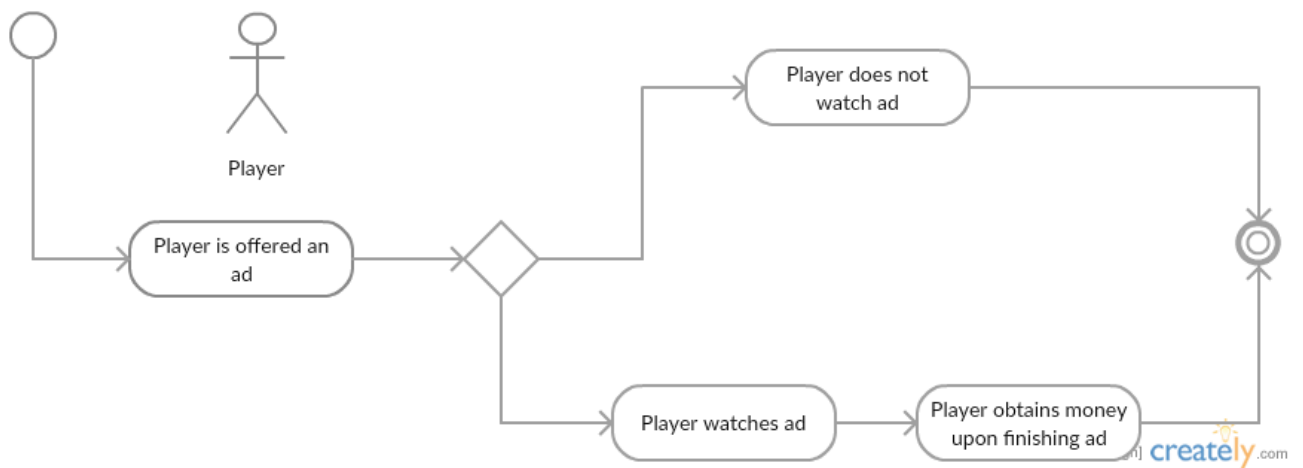 Player
Player is offered an
ad
Player does not
watch ad
Player watches ad
Player obtains money
upon finishing ad
creately.com